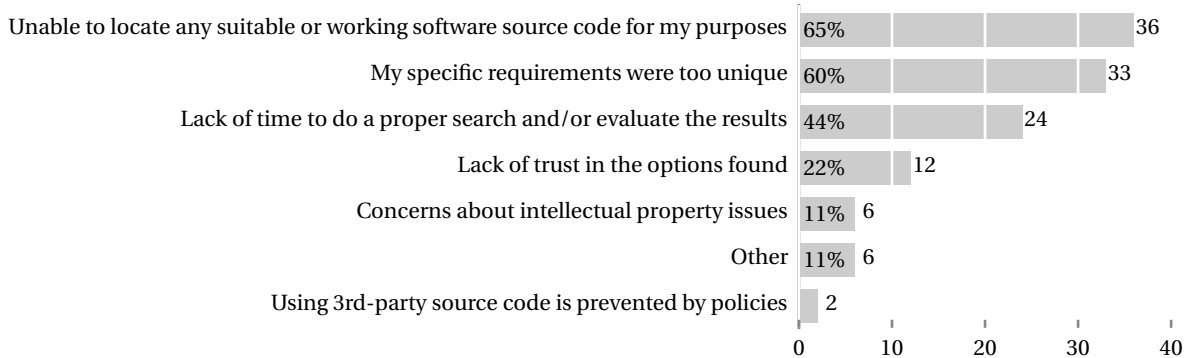 Unable to locate any suitable or working software source code for my purposes 65% 36
My specific requirements were too unique 60% 33
Lack of time to do a proper search and/or evaluate the results 44% 24
Lack of trust in the options found 22% 12
Concerns about intellectual property issues 11% 6
Other 11% 6
Using 3rd-party source code is prevented by policies 2
0 10 20 30 40